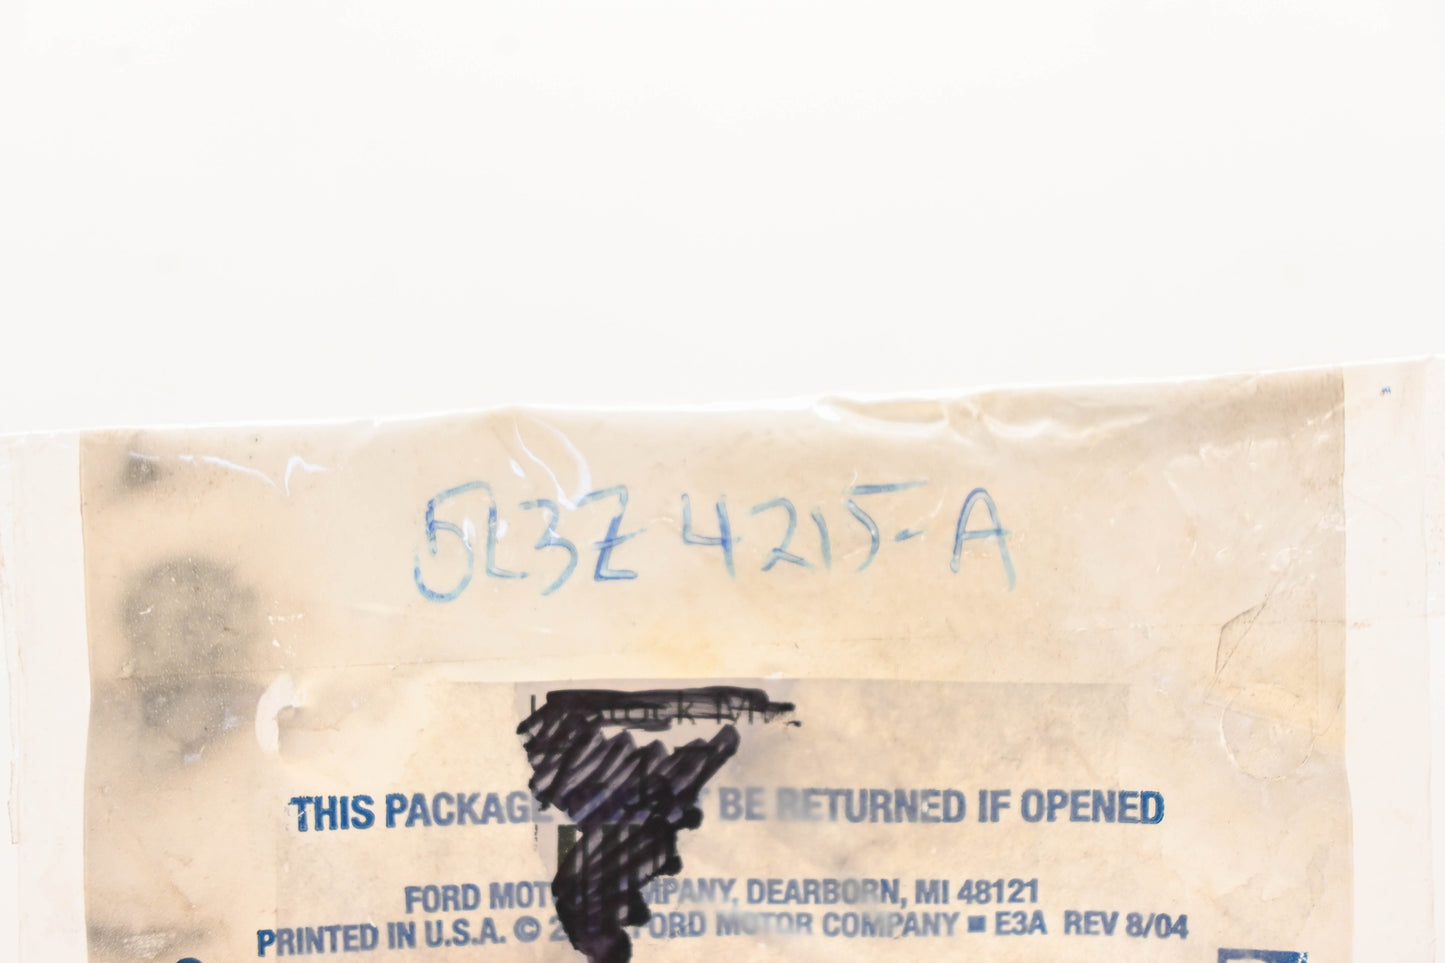 5L3Z 4215-A
THIS PACKAGE BE RETURNED IF OPENED
FORD MOTOR COMPANY, DEARBORN, MI 48121
PRINTED IN U.S.A. © FORD MOTOR COMPANY ■ E3A REV 8/04